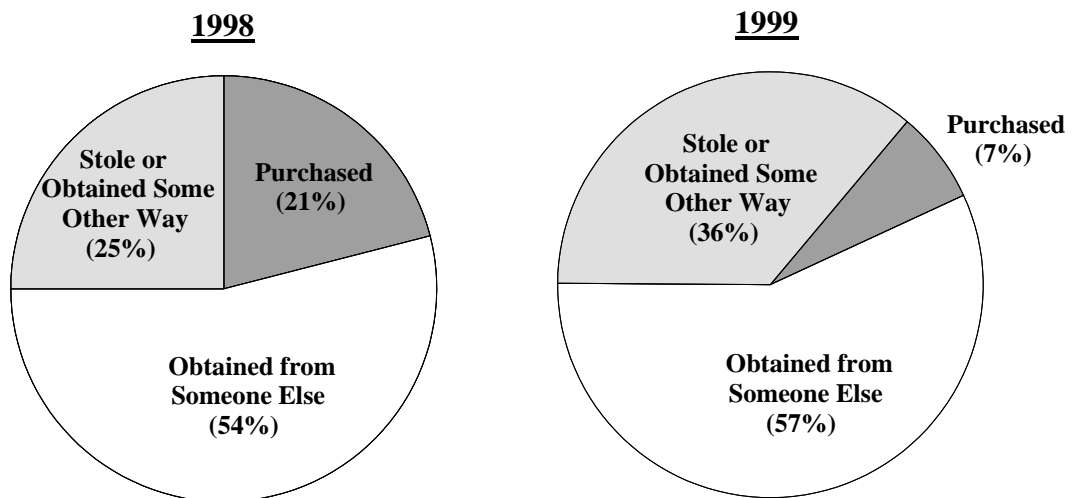 1998
Stole or
Obtained Some
Other Way
(25%)
Purchased
(21%)
Obtained from
Someone Else
(54%)
1999
Stole or
Obtained Some
Other Way
(36%)
Purchased
(7%)
Obtained from
Someone Else
(57%)